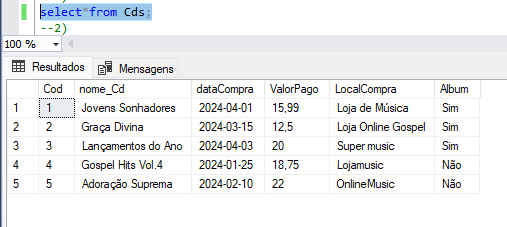 select*from Cds;
--2)
100 %
Resultados Mensagens
Cod nome_Cd dataCompra ValorPago LocalCompra Album
1 1 Jovens Sonhadores 2024-04-01 15,99 Loja de Música Sim
2 2 Graça Divina 2024-03-15 12,5 Loja Online Gospel Sim
3 3 Lançamentos do Ano 2024-04-03 20 Super music Sim
4 4 Gospel Hits Vol.4 2024-01-25 18,75 Lojamusic Não
5 5 Adoração Suprema 2024-02-10 22 OnlineMusic Não